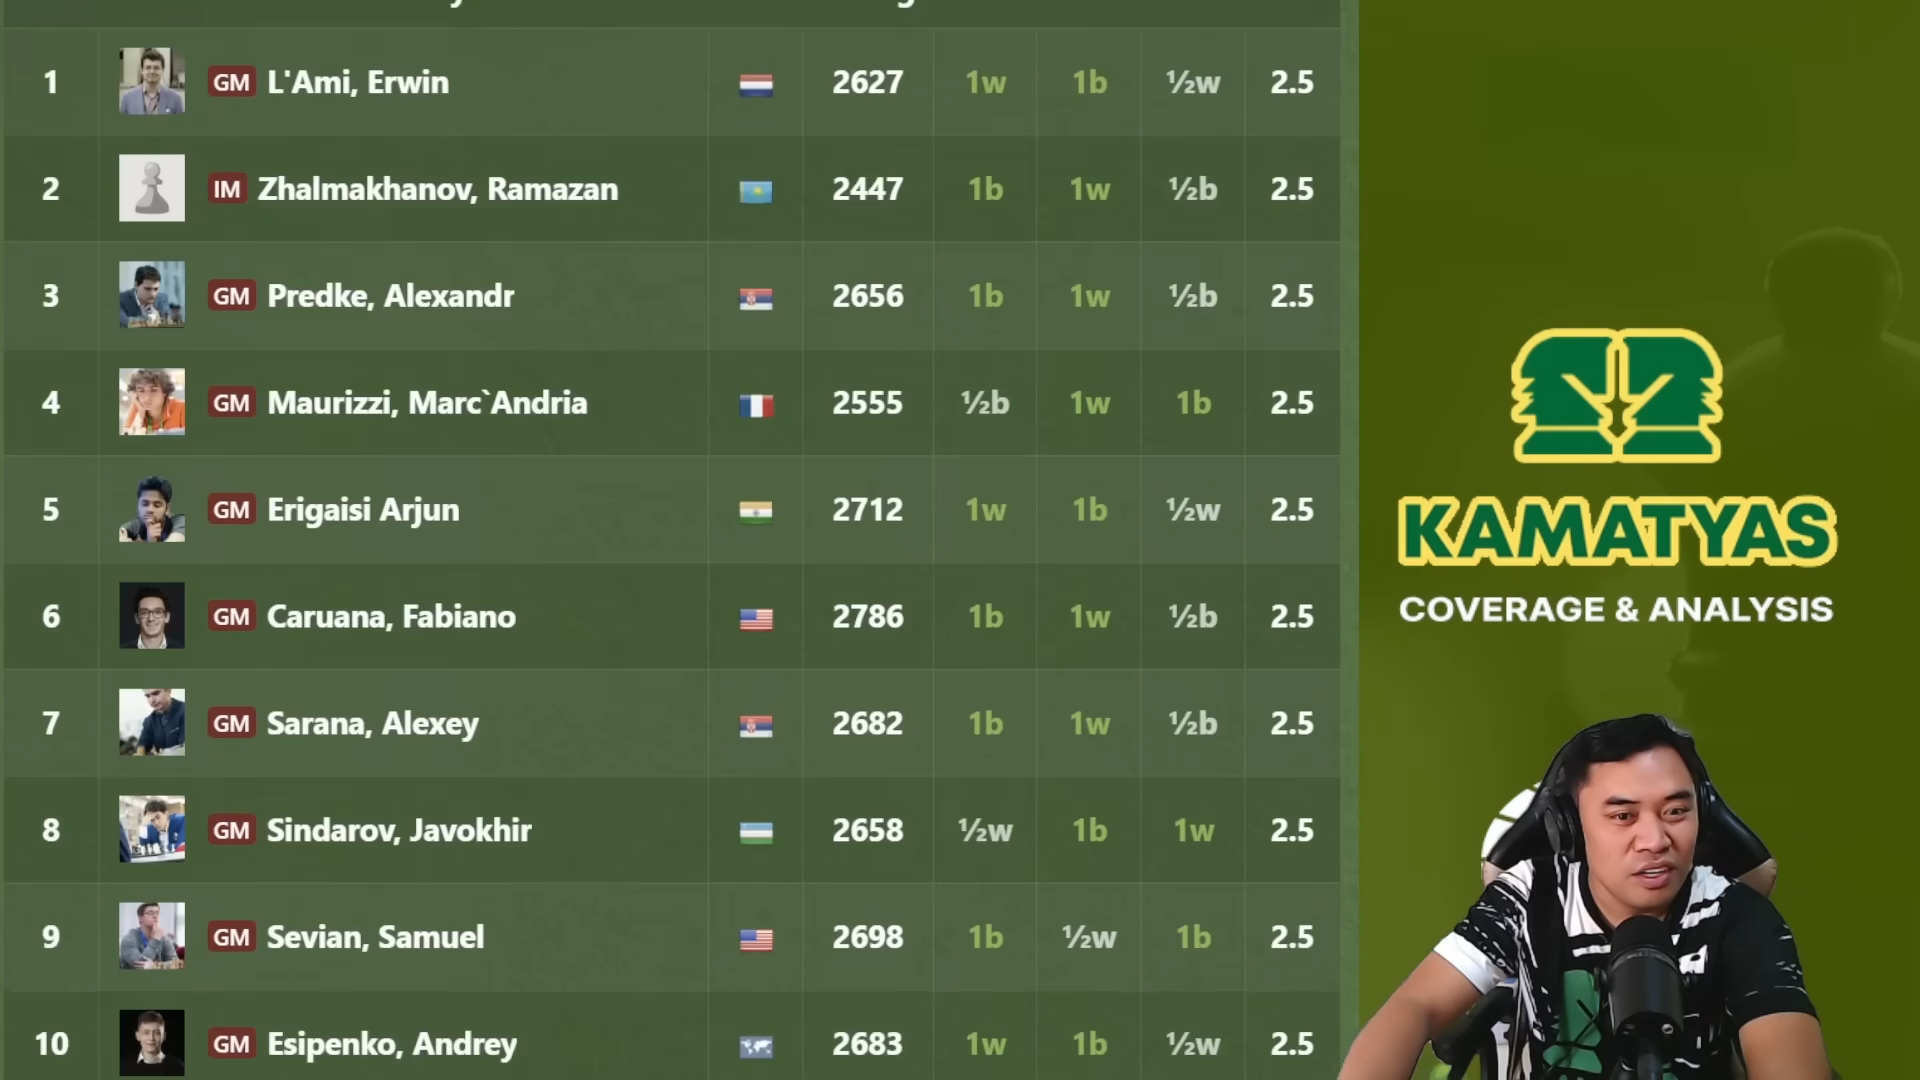 1 GM L'Ami, Erwin 2627 1w 1b ½w 2.5
2 IM Zhalmakhanov, Ramazan 2447 1b 1w ½b 2.5
3 GM Predke, Alexandr 2656 1b 1w ½b 2.5
4 GM Maurizzi, Marc`Andria 2555 ½b 1w 1b 2.5
5 GM Erigaisi Arjun 2712 1w 1b ½w 2.5
6 GM Caruana, Fabiano 2786 1b 1w ½b 2.5
7 GM Sarana, Alexey 2682 1b 1w ½b 2.5
8 GM Sindarov, Javokhir 2658 ½w 1b 1w 2.5
9 GM Sevian, Samuel 2698 1b ½w 1b 2.5
10 GM Esipenko, Andrey 2683 1w 1b ½w 2.5
KAMATYAS
COVERAGE & ANALYSIS